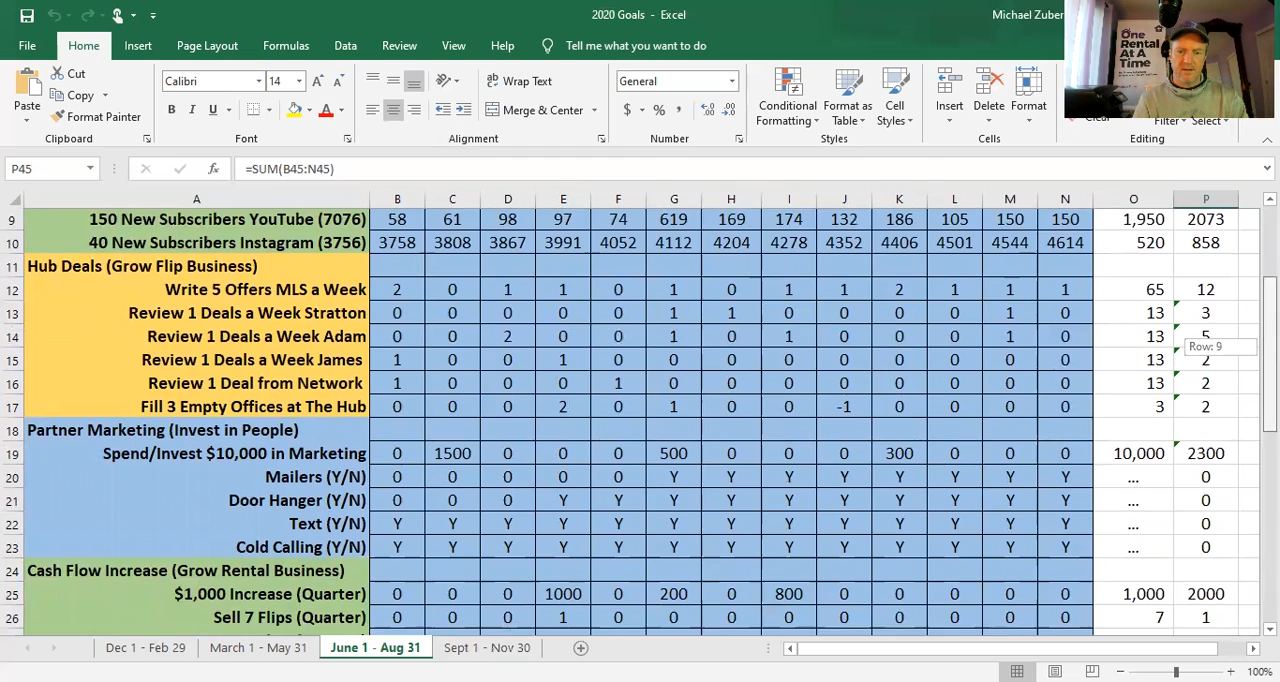 2020 Goals - Excel
Michael Zuber
File Home Insert Page Layout Formulas Data Review View Help Tell me what you want to do
One
Rental
At A
Time
Paste
Cut
Copy
Format Painter
Clipboard
Calibri 14
B I U
Font
Wrap Text
Merge & Center
Alignment
General
$ % ,
Number
Conditional Formatting
Format as Table
Cell Styles
Styles
Insert Delete Format
Cells
Clear
Filter Select
Editing
P45 fx =SUM(B45:N45)
A B C D E F G H I J K L M N O P
9 150 New Subscribers YouTube (7076) 58 61 98 97 74 619 169 174 132 186 105 150 150 1,950 2073
10 40 New Subscribers Instagram (3756) 3758 3808 3867 3991 4052 4112 4204 4278 4352 4406 4501 4544 4614 520 858
11 Hub Deals (Grow Flip Business)
12 Write 5 Offers MLS a Week 2 0 1 1 0 1 0 1 1 2 1 1 1 65 12
13 Review 1 Deals a Week Stratton 0 0 0 0 0 1 1 0 0 0 0 1 0 13 3
14 Review 1 Deals a Week Adam 0 0 2 0 0 1 0 1 0 0 0 1 0 13 5
Row: 9
15 Review 1 Deals a Week James 1 0 0 1 0 0 0 0 0 0 0 0 0 13 2
16 Review 1 Deal from Network 1 0 0 0 1 0 0 0 0 0 0 0 0 13 2
17 Fill 3 Empty Offices at The Hub 0 0 0 2 0 1 0 0 -1 0 0 0 0 3 2
18 Partner Marketing (Invest in People)
19 Spend/Invest $10,000 in Marketing 0 1500 0 0 0 500 0 0 0 300 0 0 0 10,000 2300
20 Mailers (Y/N) 0 0 0 0 0 Y Y Y Y Y Y Y Y ... 0
21 Door Hanger (Y/N) 0 0 0 Y Y Y Y Y Y Y Y Y Y ... 0
22 Text (Y/N) Y Y Y Y Y Y Y Y Y Y Y Y Y ... 0
23 Cold Calling (Y/N) Y Y Y Y Y Y Y Y Y Y Y Y Y ... 0
24 Cash Flow Increase (Grow Rental Business)
25 $1,000 Increase (Quarter) 0 0 0 1000 0 200 0 800 0 0 0 0 0 1,000 2000
26 Sell 7 Flips (Quarter) 0 0 0 1 0 0 0 0 0 0 0 0 0 7 1
Dec 1 - Feb 29 March 1 - May 31 June 1 - Aug 31 Sept 1 - Nov 30
100%